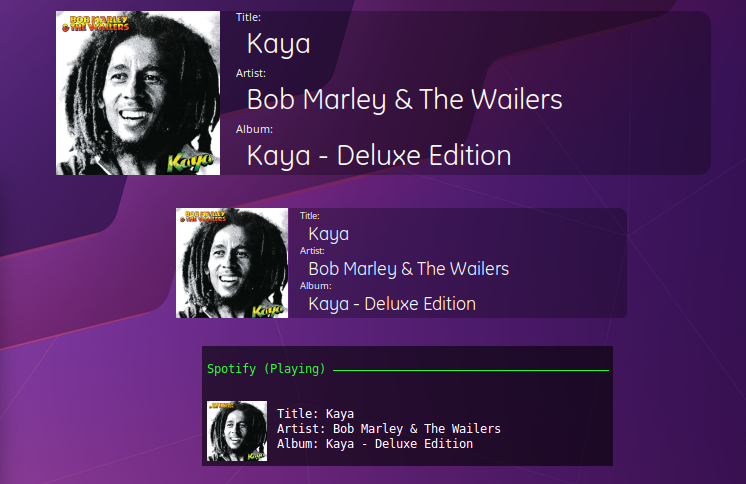 BOB MARLEY
& THE WAILERS
Kaya
Title:
Kaya
Artist:
Bob Marley & The Wailers
Album:
Kaya - Deluxe Edition
BOB MARLEY
& THE WAILERS
Kaya
Title:
Kaya
Artist:
Bob Marley & The Wailers
Album:
Kaya - Deluxe Edition
Spotify (Playing)
Kaya
Title: Kaya
Artist: Bob Marley & The Wailers
Album: Kaya - Deluxe Edition